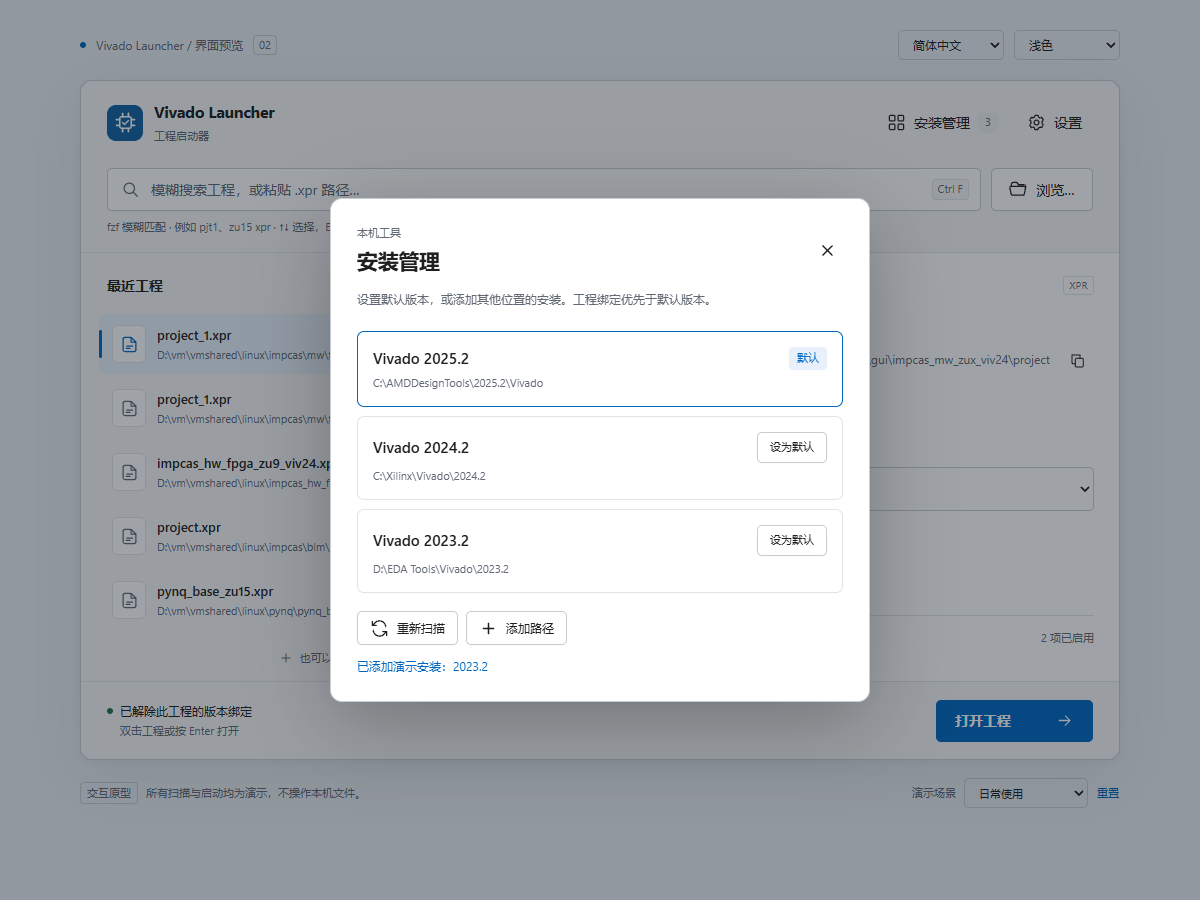 Vivado Launcher / 界面预览 02
简体中文
浅色
Vivado Launcher
工程启动器
安装管理 3
设置
模糊搜索工程，或粘贴 .xpr 路径...
Ctrl F
浏览...
fzf 模糊匹配 · 例如 pjt1、zu15 xpr · ↑↓ 选择，
最近工程
XPR
project_1.xpr
D:\vm\vmshared\linux\impcas\mw\
gui\impcas_mw_zux_viv24\project
project_1.xpr
D:\vm\vmshared\linux\impcas\mw\
impcas_hw_fpga_zu9_viv24.xp
D:\vm\vmshared\linux\impcas_hw_f
project.xpr
D:\vm\vmshared\linux\impcas\blm\
pynq_base_zu15.xpr
D:\vm\vmshared\linux\pynq\pynq_b
2 项已启用
也可以
本机工具
安装管理
设置默认版本，或添加其他位置的安装。工程绑定优先于默认版本。
Vivado 2025.2
默认
C:\AMDDesignTools\2025.2\Vivado
Vivado 2024.2
设为默认
C:\Xilinx\Vivado\2024.2
Vivado 2023.2
设为默认
D:\EDA Tools\Vivado\2023.2
重新扫描
添加路径
已添加演示安装：2023.2
已解除此工程的版本绑定
双击工程或按 Enter 打开
打开工程
交互原型
所有扫描与启动均为演示，不操作本机文件。
演示场景
日常使用
重置